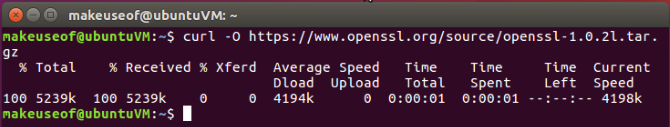 makeuseof@ubuntuVM: ~
makeuseof@ubuntuVM:~$ curl -O https://www.openssl.org/source/openssl-1.0.2l.tar.
gz
% Total % Received % Xferd Average Speed Time Time Time Current
Dload Upload Total Spent Left Speed
100 5239k 100 5239k 0 0 4194k 0 0:00:01 0:00:01 --:--:-- 4198k
makeuseof@ubuntuVM:~$